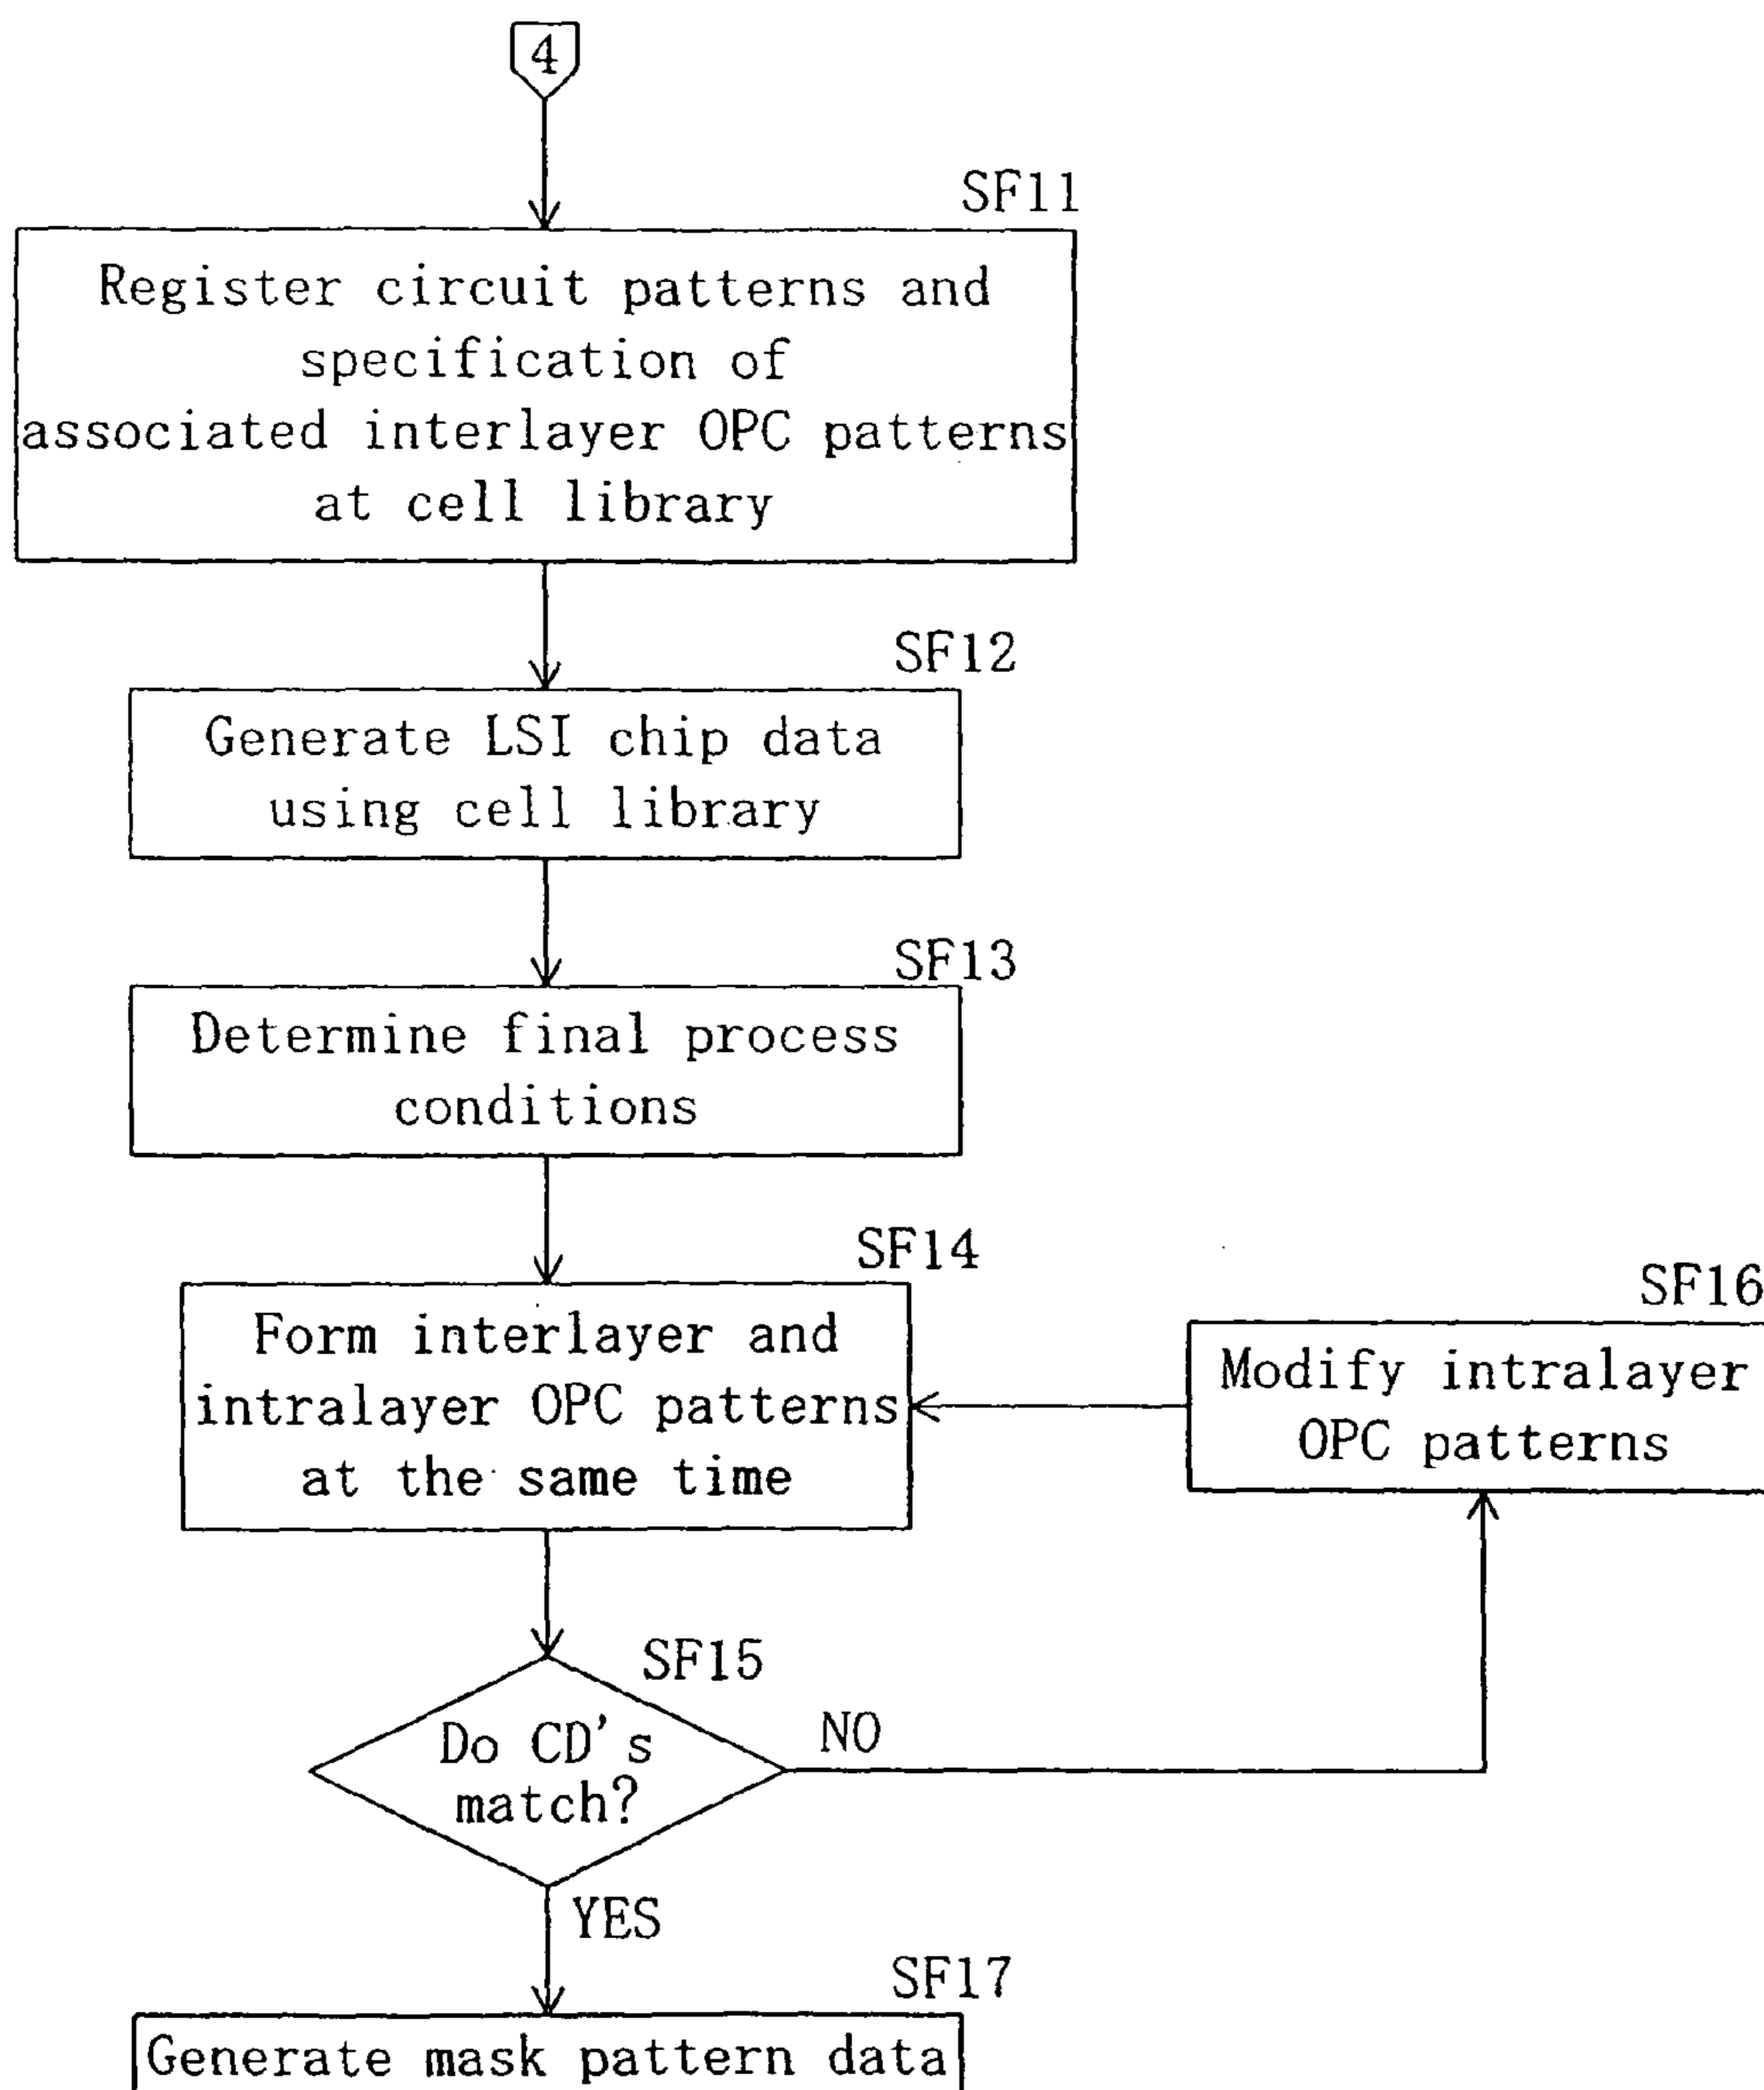 4
SF11
Register circuit patterns and
specification of
associated interlayer OPC patterns
at cell library
SF12
Generate LSI chip data
using cell library
SF13
Determine final process
conditions
SF14
Form interlayer and
intralayer OPC patterns
at the same time
SF16
Modify intralayer
OPC patterns
SF15
Do CD's
match?
NO
YES
SF17
Generate mask pattern data